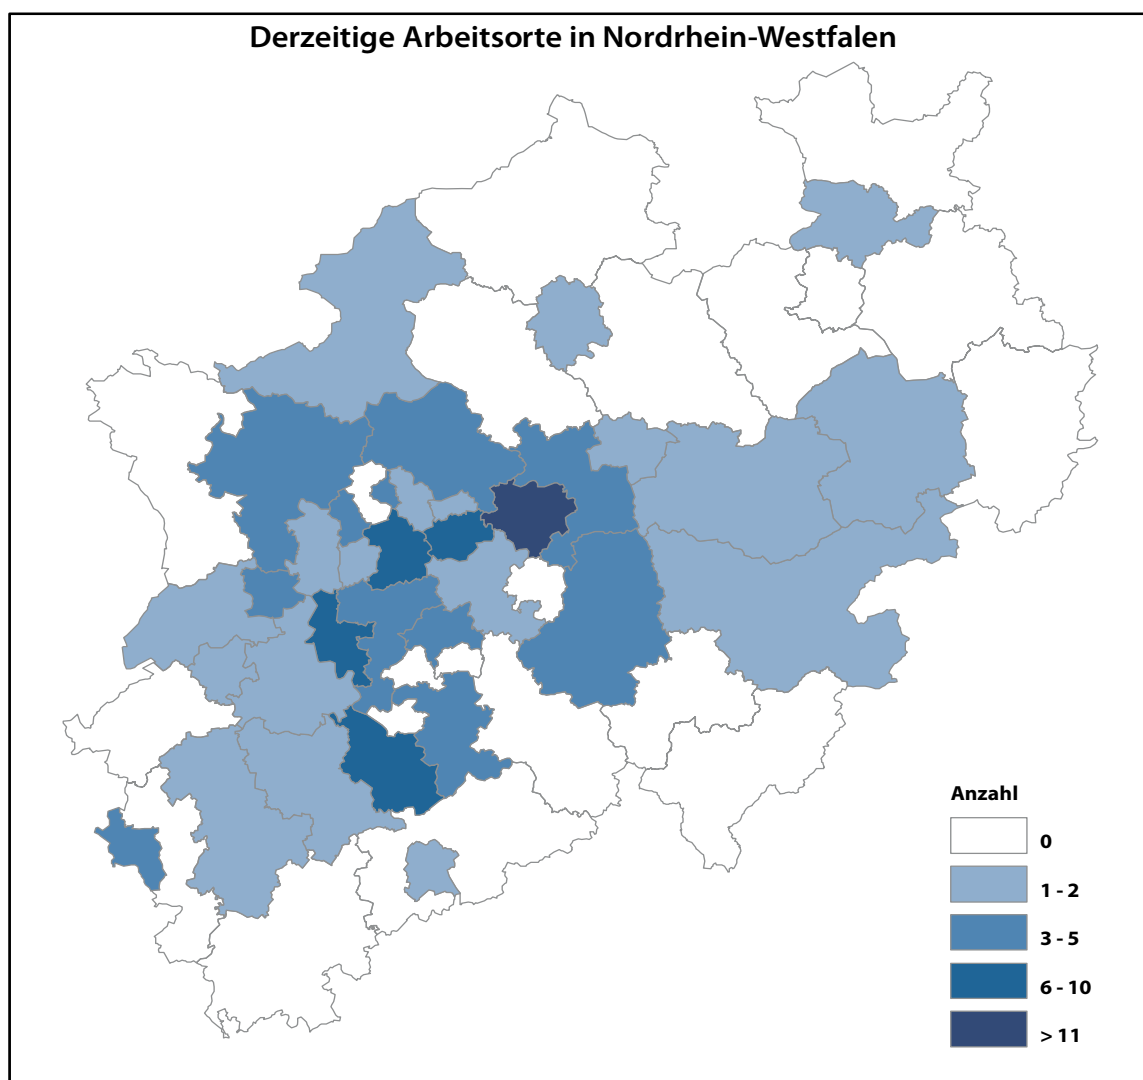 Derzeitige Arbeitsorte in Nordrhein-Westfalen
Anzahl
0
1 - 2
3 - 5
6 - 10
> 11